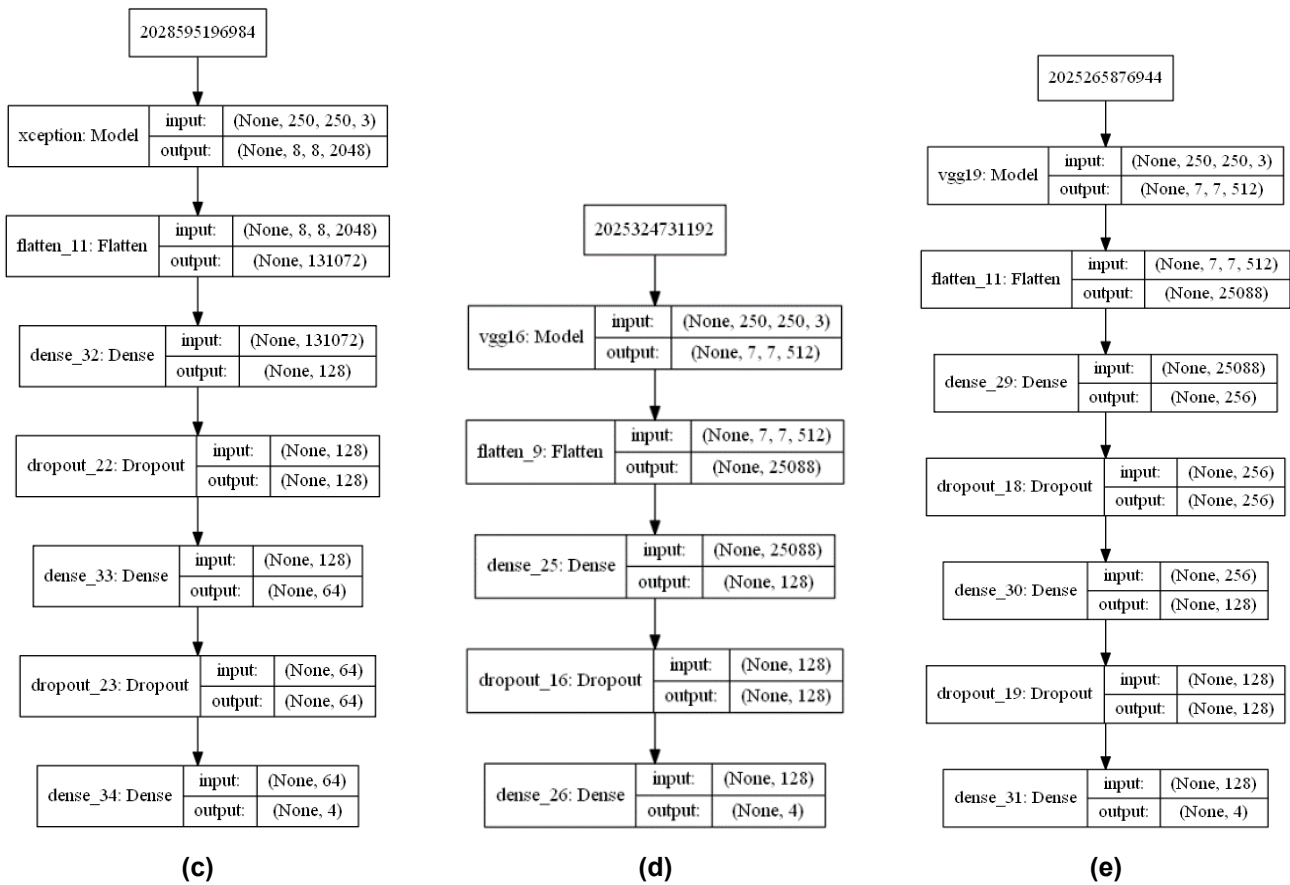 2028595196984
xception: Model
input: (None, 250, 250, 3)
output: (None, 8, 8, 2048)
flatten_11: Flatten
input: (None, 8, 8, 2048)
output: (None, 131072)
dense_32: Dense
input: (None, 131072)
output: (None, 128)
dropout_22: Dropout
input: (None, 128)
output: (None, 128)
dense_33: Dense
input: (None, 128)
output: (None, 64)
dropout_23: Dropout
input: (None, 64)
output: (None, 64)
dense_34: Dense
input: (None, 64)
output: (None, 4)
(c)
2025324731192
vgg16: Model
input: (None, 250, 250, 3)
output: (None, 7, 7, 512)
flatten_9: Flatten
input: (None, 7, 7, 512)
output: (None, 25088)
dense_25: Dense
input: (None, 25088)
output: (None, 128)
dropout_16: Dropout
input: (None, 128)
output: (None, 128)
dense_26: Dense
input: (None, 128)
output: (None, 4)
(d)
2025265876944
vgg19: Model
input: (None, 250, 250, 3)
output: (None, 7, 7, 512)
flatten_11: Flatten
input: (None, 7, 7, 512)
output: (None, 25088)
dense_29: Dense
input: (None, 25088)
output: (None, 256)
dropout_18: Dropout
input: (None, 256)
output: (None, 256)
dense_30: Dense
input: (None, 256)
output: (None, 128)
dropout_19: Dropout
input: (None, 128)
output: (None, 128)
dense_31: Dense
input: (None, 128)
output: (None, 4)
(e)